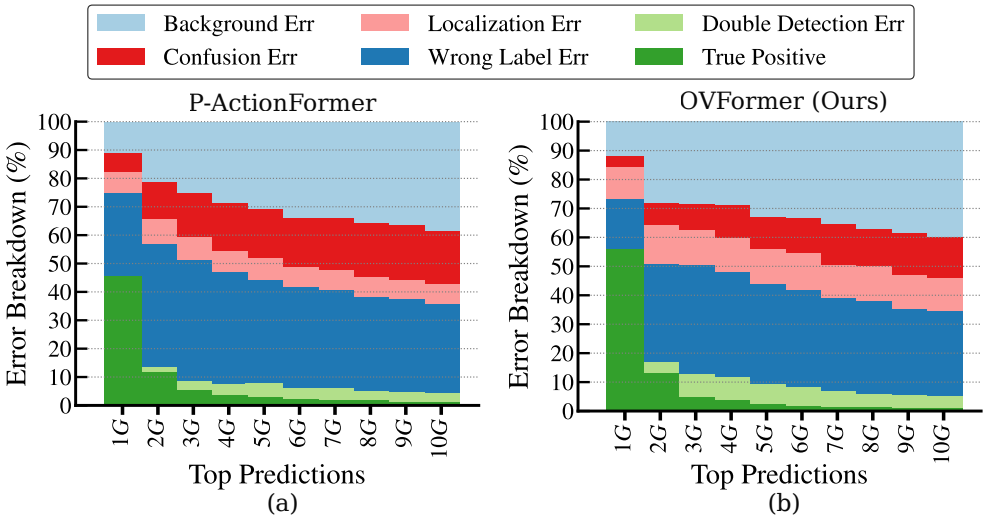 Background Err Localization Err Double Detection Err
Confusion Err Wrong Label Err True Positive
P-ActionFormer
Error Breakdown (%)
100
90
80
70
60
50
40
30
20
10
0
1G 2G 3G 4G 5G 6G 7G 8G 9G 10G
Top Predictions
(a)
OVFormer (Ours)
Error Breakdown (%)
100
90
80
70
60
50
40
30
20
10
0
1G 2G 3G 4G 5G 6G 7G 8G 9G 10G
Top Predictions
(b)